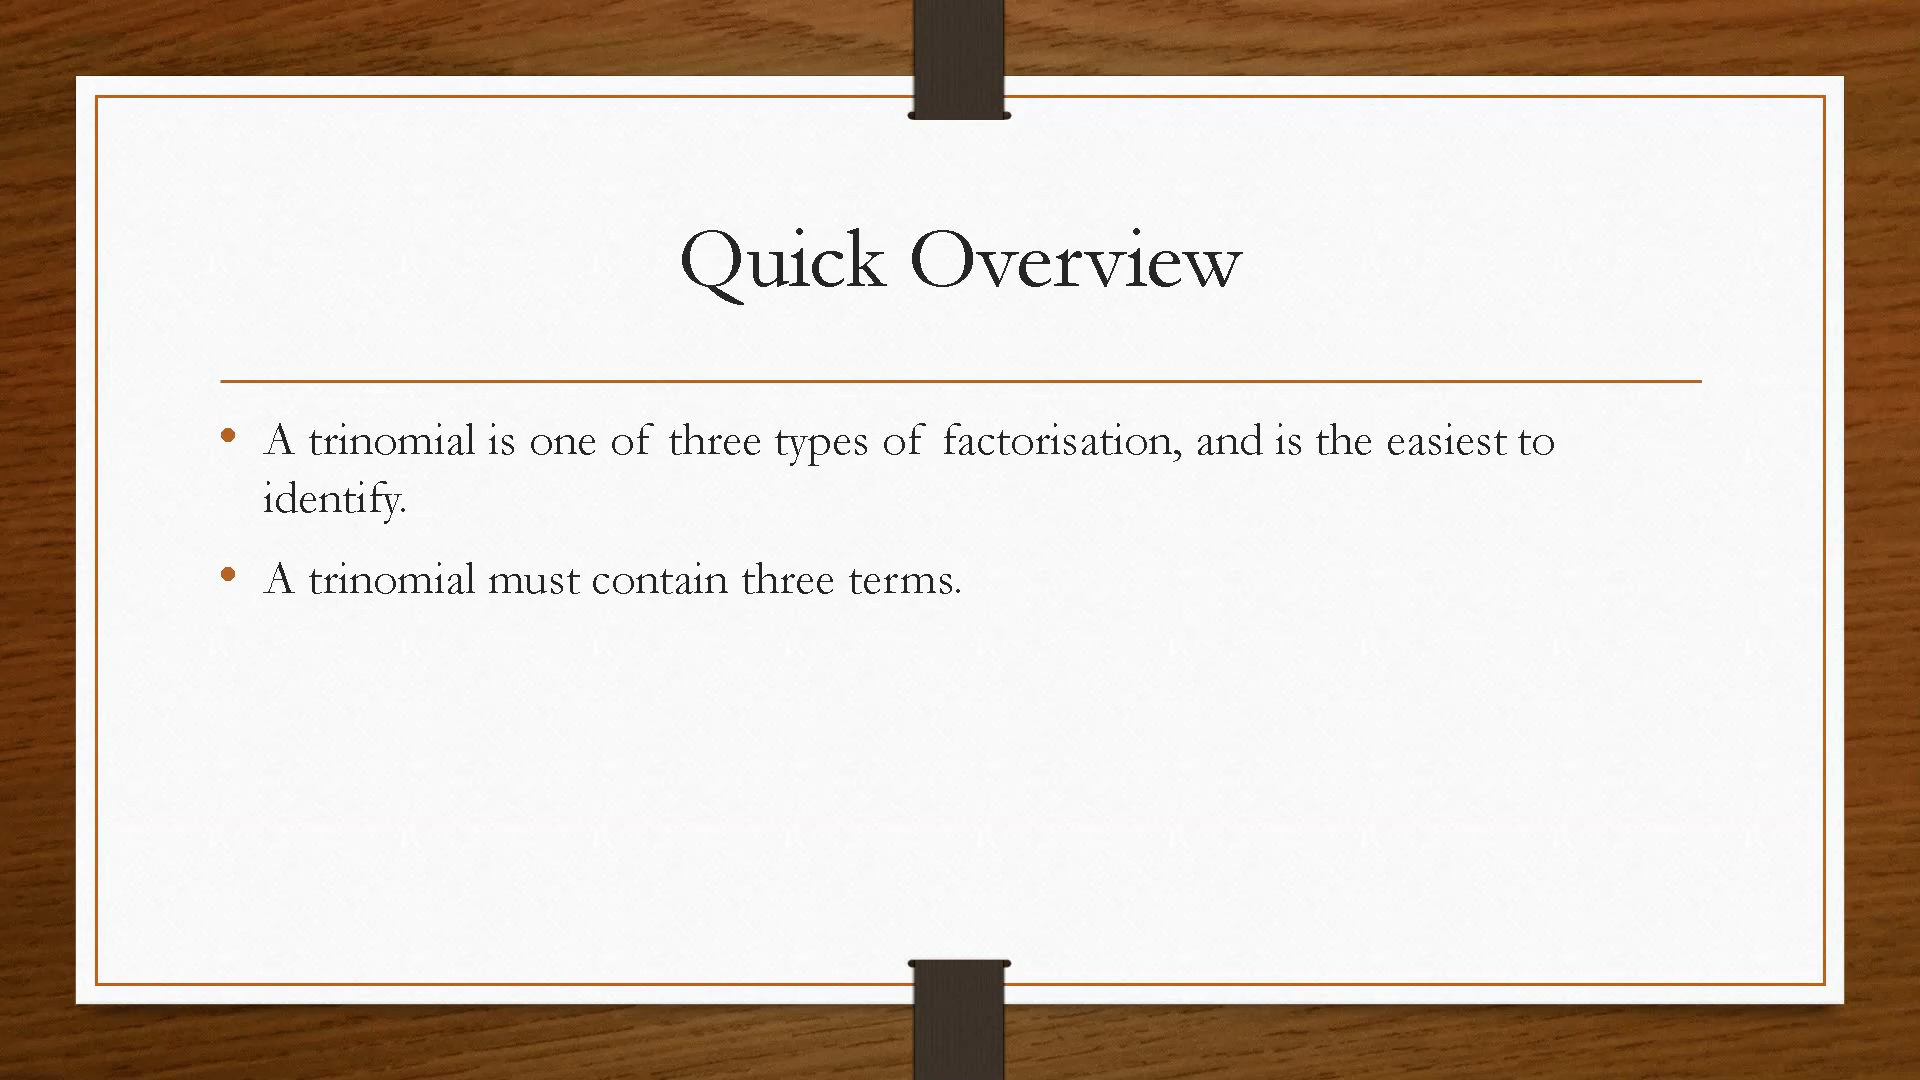 Quick Overview
• A trinomial is one of three types of factorisation, and is the easiest to
identify.
• A trinomial must contain three terms.